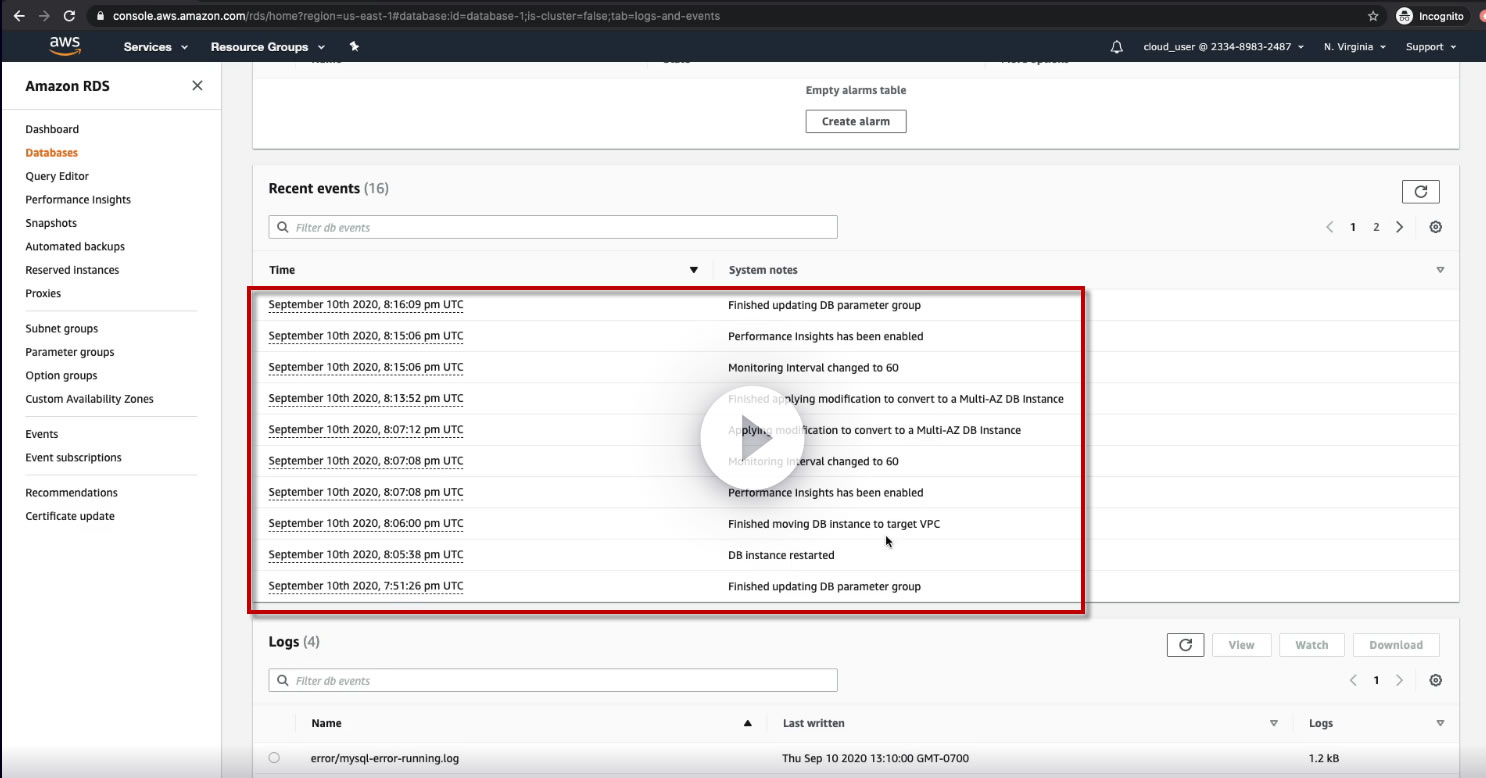 console.aws.amazon.com/rds/home?region=us-east-1#database:id=database-1;is-cluster=false;tab=logs-and-events
Incognito
aws
Services
Resource Groups
cloud_user @ 2334-8983-2487
N. Virginia
Support
Amazon RDS
Dashboard
Databases
Query Editor
Performance Insights
Snapshots
Automated backups
Reserved instances
Proxies
Subnet groups
Parameter groups
Option groups
Custom Availability Zones
Events
Event subscriptions
Recommendations
Certificate update
Empty alarms table
Create alarm
Recent events (16)
Filter db events
1 2
Time System notes
September 10th 2020, 8:16:09 pm UTC Finished updating DB parameter group
September 10th 2020, 8:15:06 pm UTC Performance Insights has been enabled
September 10th 2020, 8:15:06 pm UTC Monitoring Interval changed to 60
September 10th 2020, 8:13:52 pm UTC Finished applying modification to convert to a Multi-AZ DB Instance
September 10th 2020, 8:07:12 pm UTC Applying modification to convert to a Multi-AZ DB Instance
September 10th 2020, 8:07:08 pm UTC Monitoring Interval changed to 60
September 10th 2020, 8:07:08 pm UTC Performance Insights has been enabled
September 10th 2020, 8:06:00 pm UTC Finished moving DB instance to target VPC
September 10th 2020, 8:05:38 pm UTC DB instance restarted
September 10th 2020, 7:51:26 pm UTC Finished updating DB parameter group
Logs (4)
View
Watch
Download
Filter db events
1
Name Last written Logs
error/mysql-error-running.log Thu Sep 10 2020 13:10:00 GMT-0700 1.2 kB